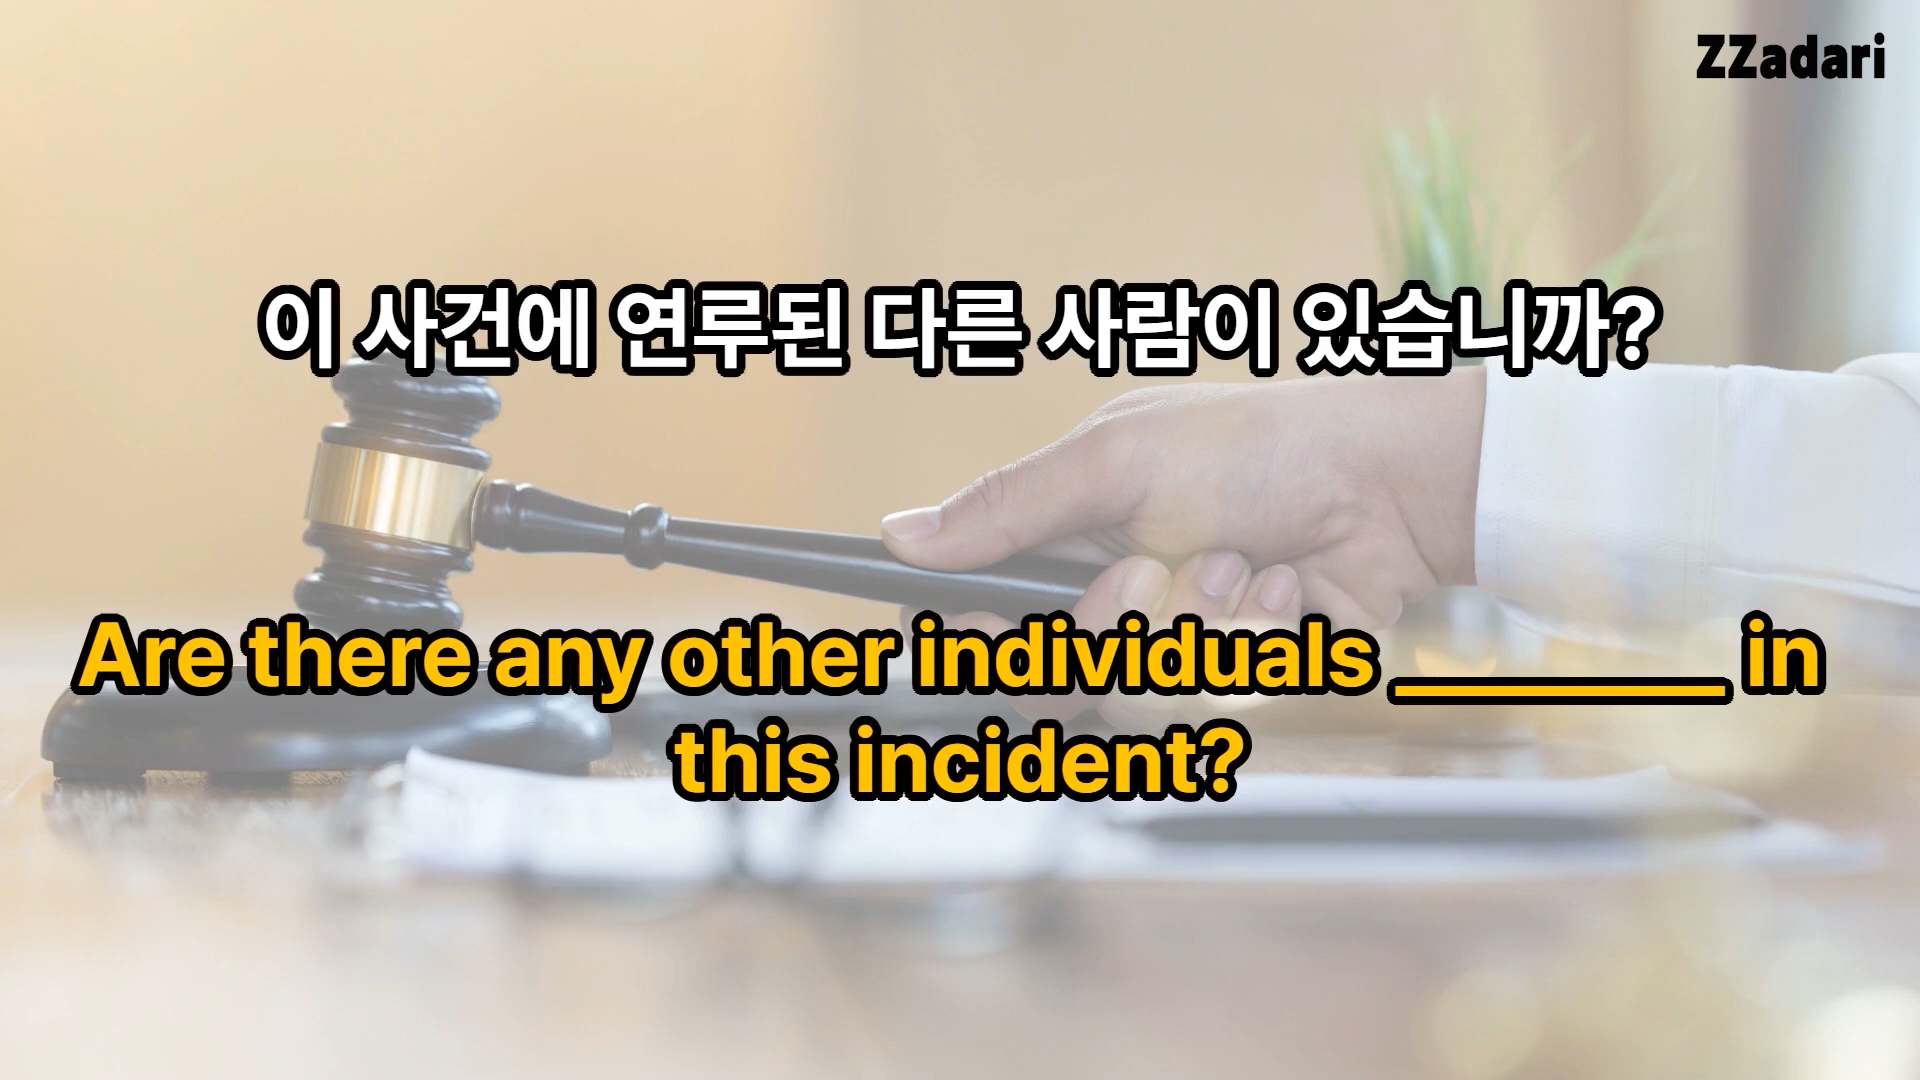 ZZadari
이 사건에 연루된 다른 사람이 있습니까?
Are there any other individuals ________ in
this incident?